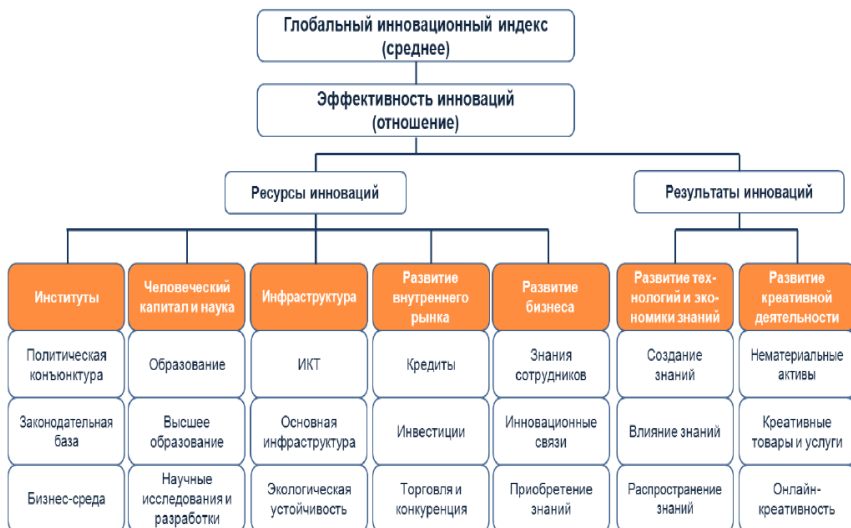 Глобальный инновационный индекс
(среднее)
Эффективность инноваций
(отношение)
Ресурсы инноваций
Результаты инноваций
Институты
Человеческий
капитал и наука
Инфраструктура
Развитие
внутреннего
рынка
Развитие
бизнеса
Развитие тех-
нологий и эко-
номики знаний
Развитие
креативной
деятельности
Политическая
конъюнктура
Образование
ИКТ
Кредиты
Знания
сотрудников
Создание
знаний
Нематериальные
активы
Законодательная
база
Высшее
образование
Основная
инфраструктура
Инвестиции
Инновационные
связи
Влияние знаний
Креативные
товары и услуги
Бизнес-среда
Научные
исследования и
разработки
Экологическая
устойчивость
Торговля и
конкуренция
Приобретение
знаний
Распространение
знаний
Онлайн-
креативность